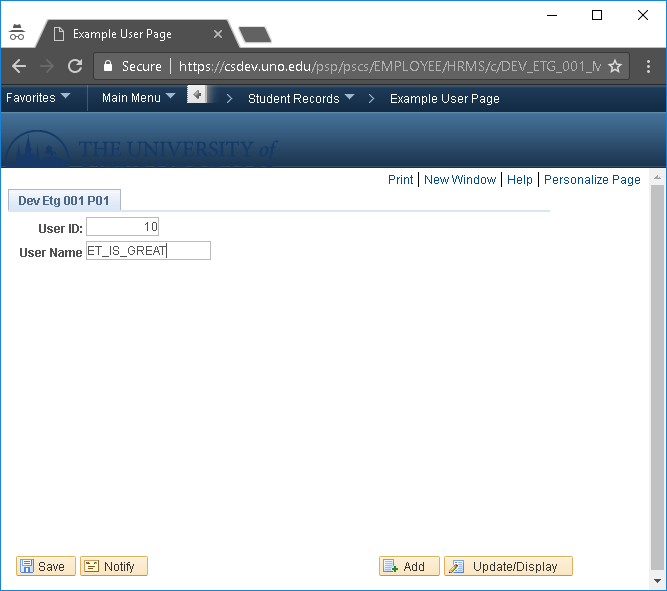 Example User Page
Secure https://csdev.uno.edu/psp/pscs/EMPLOYEE/HRMS/c/DEV_ETG_001_M
Favorites Main Menu > Student Records > Example User Page
THE UNIVERSITY of
Print | New Window | Help | Personalize Page
Dev Etg 001 P01
User ID: 10
User Name ET_IS_GREAT
Save Notify Add Update/Display